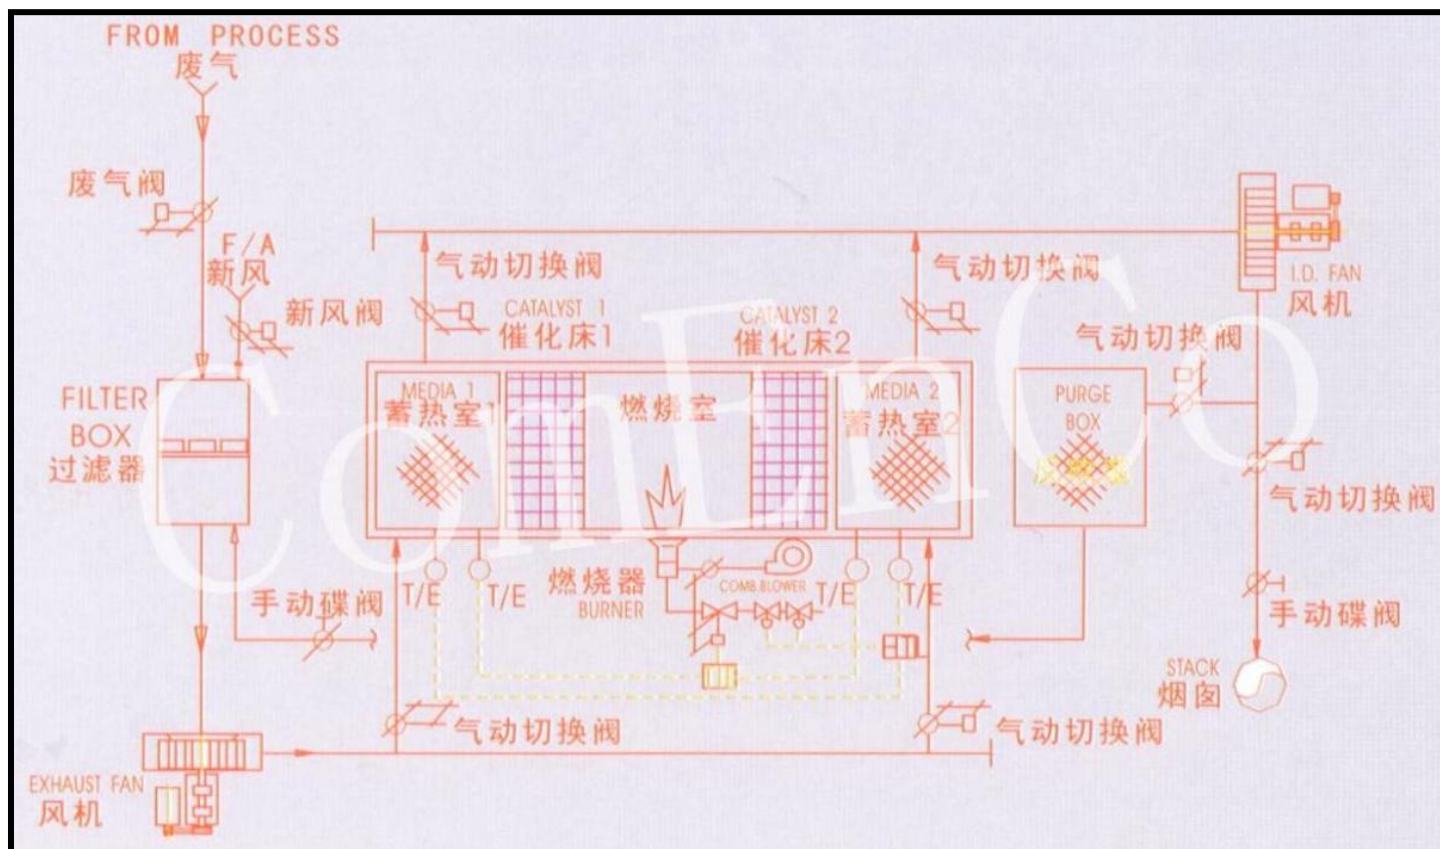 FROM PROCESS
废气
废气阀
F/A
新风
新风阀
气动切换阀
气动切换阀
I.D. FAN
风机
CATALYST 1
催化床1
CATALYST 2
催化床2
气动切换阀
FILTER
BOX
过滤器
MEDIA 1
蓄热室1
燃烧室
MEDIA 2
蓄热室2
PURGE
BOX
ComEnCo
气动切换阀
手动碟阀
T/E
T/E
燃烧器
BURNER
COMB.BLOWER
T/E
T/E
手动碟阀
STACK
烟囱
气动切换阀
气动切换阀
EXHAUST FAN
风机